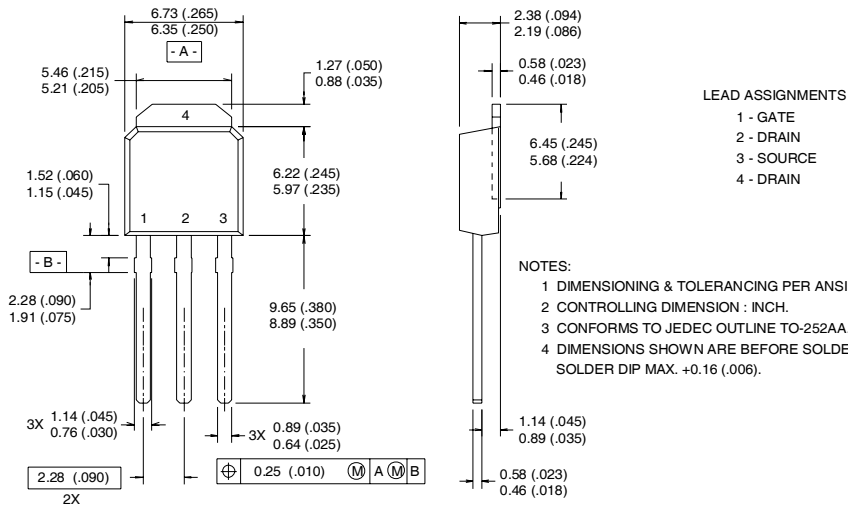 6.73 (.265)
6.35 (.250)
- A -
5.46 (.215)
5.21 (.205)
1.27 (.050)
0.88 (.035)
4
1.52 (.060)
1.15 (.045)
6.22 (.245)
5.97 (.235)
1 2 3
- B -
2.28 (.090)
1.91 (.075)
9.65 (.380)
8.89 (.350)
3X 1.14 (.045)
0.76 (.030)
3X 0.89 (.035)
0.64 (.025)
2.28 (.090)
2X
⌖ 0.25 (.010) Ⓜ A Ⓜ B
2.38 (.094)
2.19 (.086)
0.58 (.023)
0.46 (.018)
6.45 (.245)
5.68 (.224)
1.14 (.045)
0.89 (.035)
0.58 (.023)
0.46 (.018)
LEAD ASSIGNMENTS
1 - GATE
2 - DRAIN
3 - SOURCE
4 - DRAIN
NOTES:
1 DIMENSIONING & TOLERANCING PER ANSI
2 CONTROLLING DIMENSION : INCH.
3 CONFORMS TO JEDEC OUTLINE TO-252AA.
4 DIMENSIONS SHOWN ARE BEFORE SOLDE
SOLDER DIP MAX. +0.16 (.006).